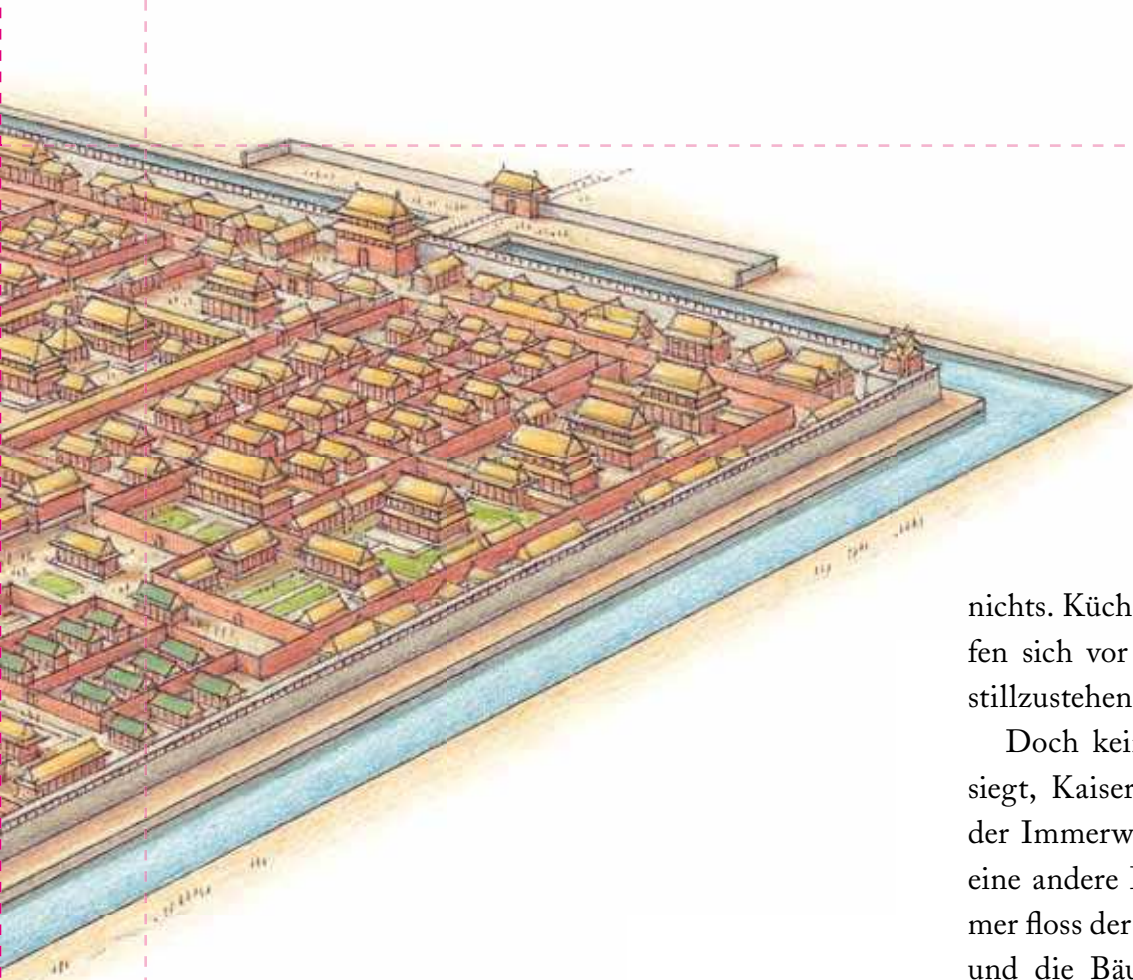 nichts. Küch
fen sich vor
stillzustehen
Doch kei
siegt, Kaiser
der Immerw
eine andere
mer floss der
und die Bäu